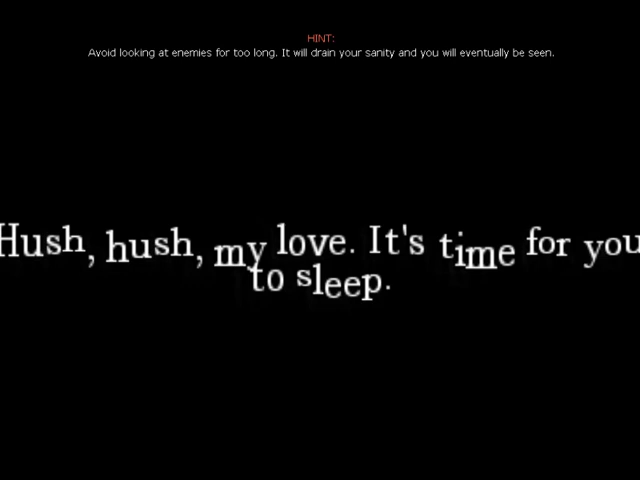 HINT:
Avoid looking at enemies for too long. It will drain your sanity and you will eventually be seen.
Hush, hush, my love. It's time for you
to sleep.